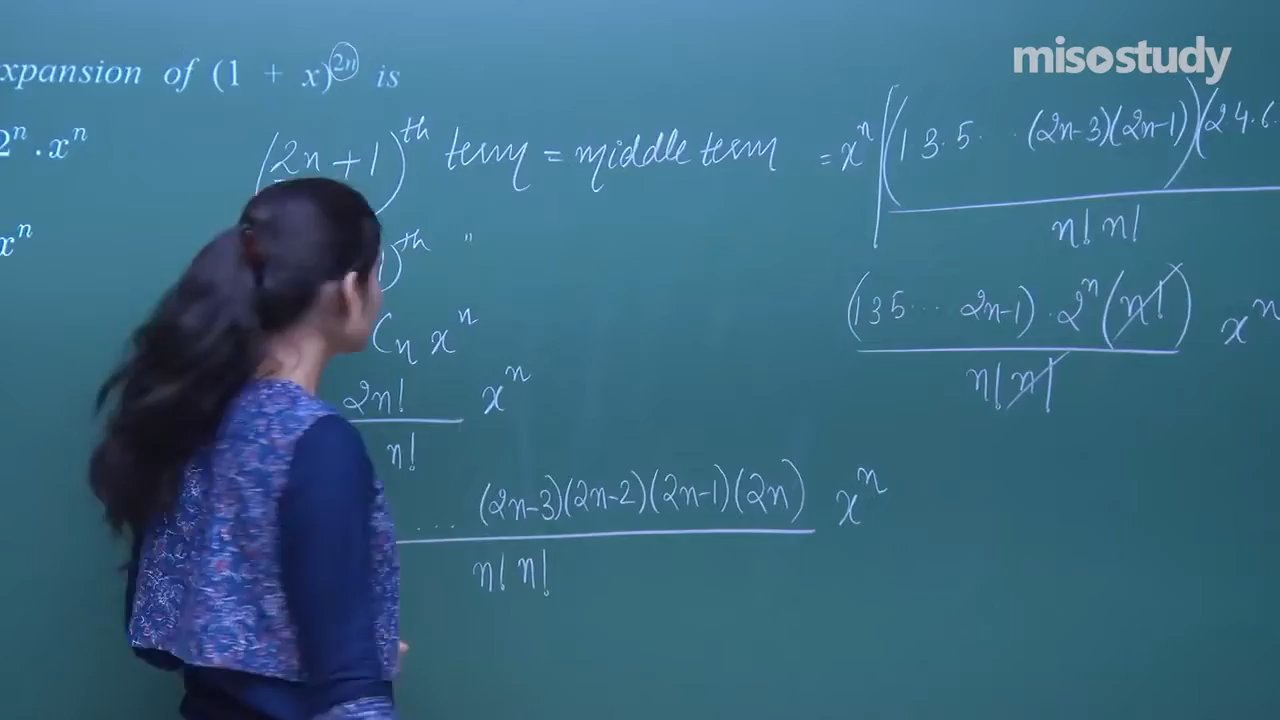 misostudy
xpansion of (1 + x)^{2n} is
2^n . x^n
x^n
(2n + 1)^{th} term = middle term
)^{th} "
C_n x^n
2n! x^n
n!
.... (2n-3)(2n-2)(2n-1)(2n) x^n
n! n!
= x^n [(1 3. 5 . . (2n-3)(2n-1))(2.4.6.
n! n!
(1 3 5 ... 2n-1) . 2^n (n!) x^n
n! n!